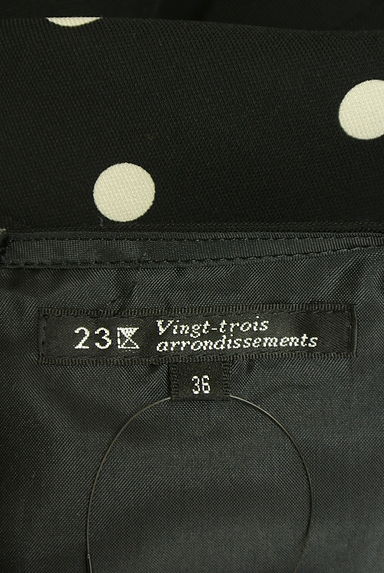 23区 Vingt-trois
arrondissements
36